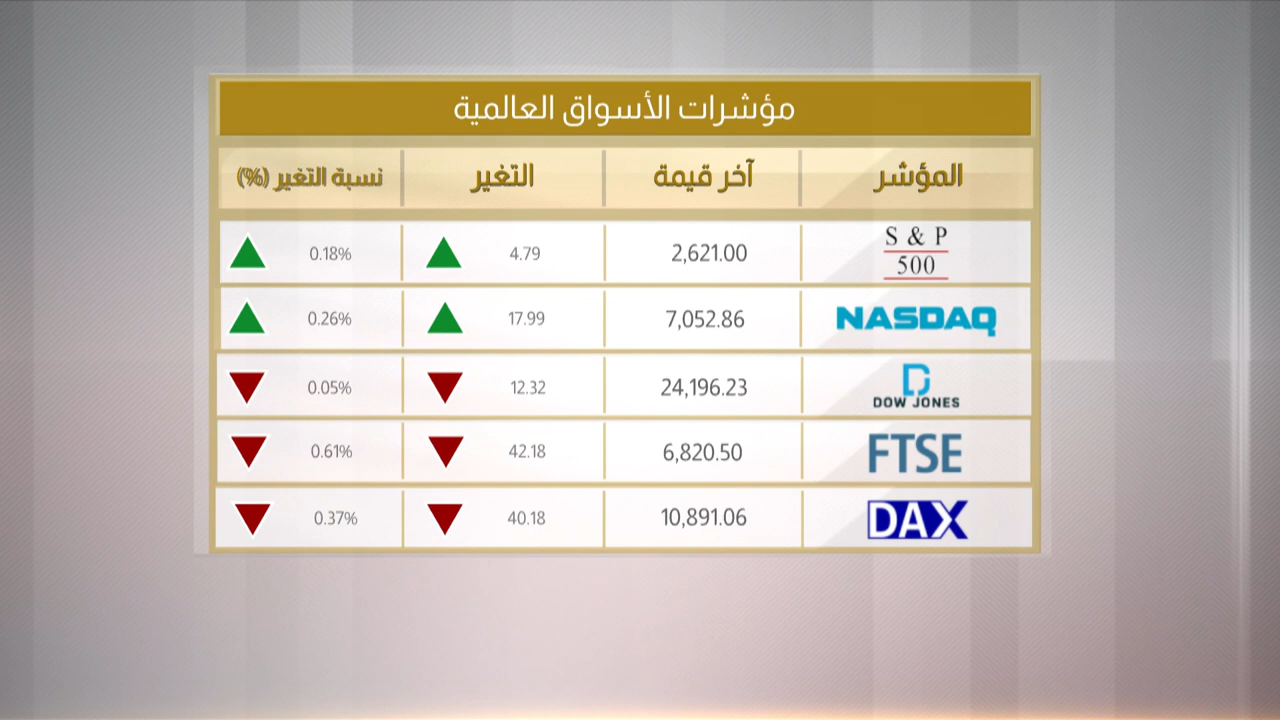 مؤشرات الأسواق العالمية
المؤشر آخر قيمة التغير نسبة التغير (%)
S & P
500
2,621.00 4.79 0.18%
NASDAQ 7,052.86 17.99 0.26%
DOW JONES 24,196.23 12.32 0.05%
FTSE 6,820.50 42.18 0.61%
DAX 10,891.06 40.18 0.37%